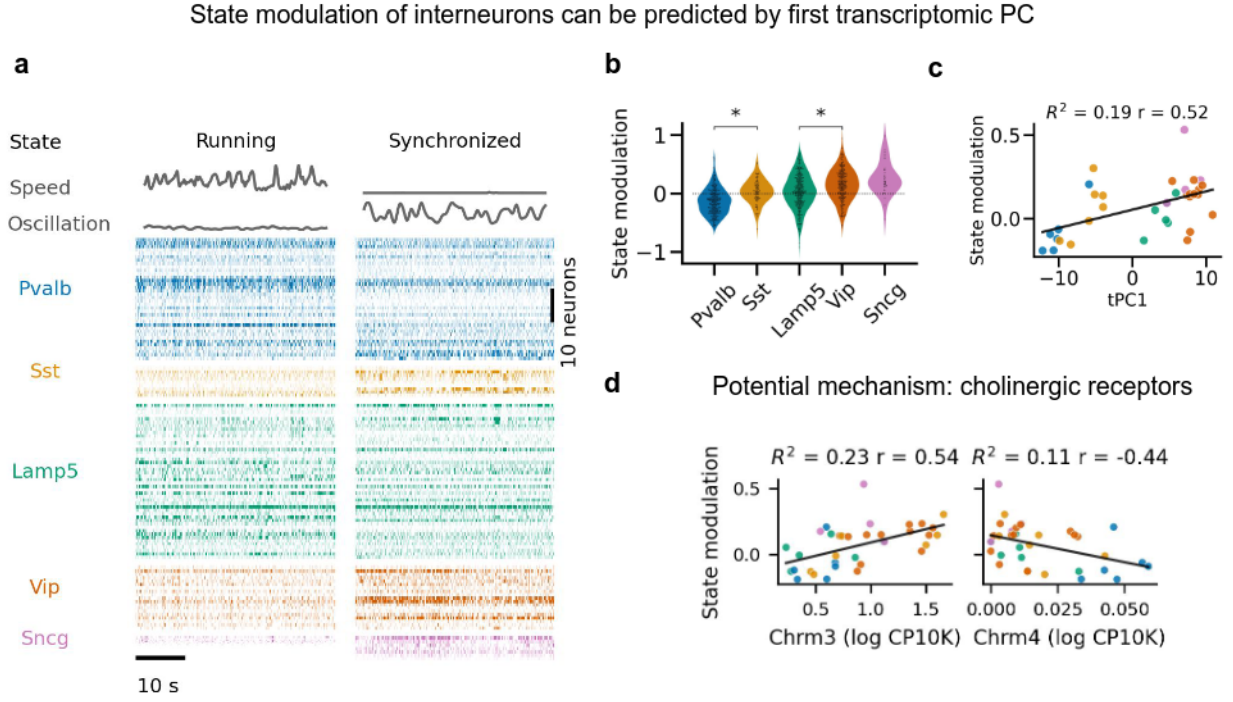 State modulation of interneurons can be predicted by first transcriptomic PC
a
State
Running
Synchronized
Speed
Oscillation
Pvalb
Sst
Lamp5
Vip
Sncg
10 neurons
10 s
b
State modulation
1
0
−1
*
*
Pvalb
Sst
Lamp5
Vip
Sncg
c
R² = 0.19 r = 0.52
State modulation
0.5
0.0
−10
0
10
tPC1
d
Potential mechanism: cholinergic receptors
R² = 0.23 r = 0.54
R² = 0.11 r = -0.44
State modulation
0.5
0.0
0.5
1.0
1.5
0.000
0.025
0.050
Chrm3 (log CP10K)
Chrm4 (log CP10K)